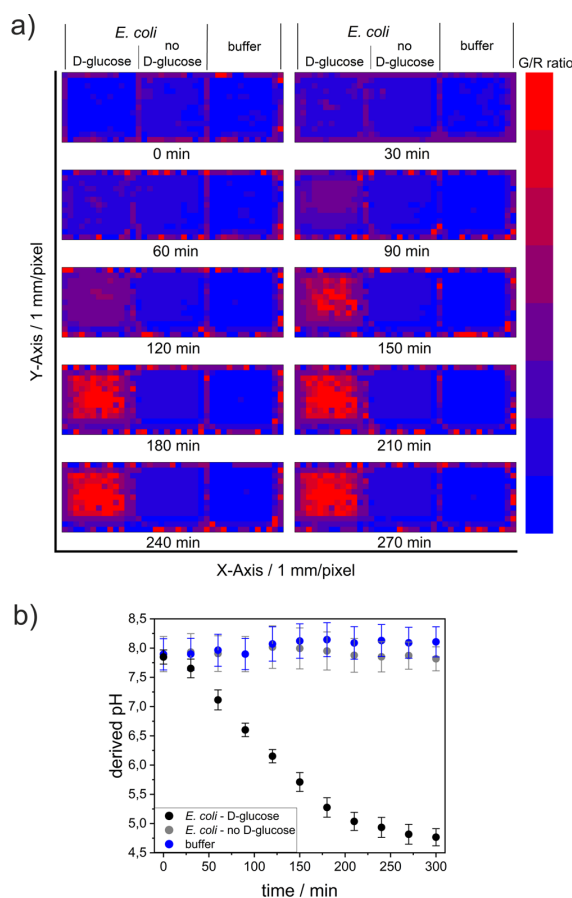 a)
E. coli
D-glucose
no
D-glucose
buffer
E. coli
D-glucose
no
D-glucose
buffer
G/R ratio
0 min
30 min
60 min
90 min
120 min
150 min
180 min
210 min
240 min
270 min
Y-Axis / 1 mm/pixel
X-Axis / 1 mm/pixel
b)
8,5
8,0
7,5
7,0
6,5
6,0
5,5
5,0
4,5
derived pH
E. coli - D-glucose
E. coli - no D-glucose
buffer
0 50 100 150 200 250 300
time / min